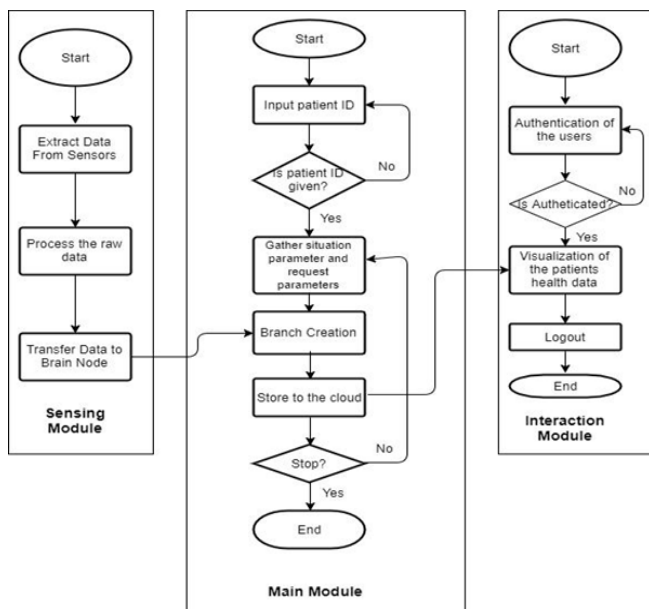 Start
Extract Data
From Sensors
Process the raw
data
Transfer Data to
Brain Node
Sensing
Module
Start
Input patient ID
Is patient ID
given?
No
Yes
Gather situation
parameter and
request
parameters
Branch Creation
Store to the cloud
Stop?
No
Yes
End
Main Module
Start
Authentication of
the users
Is Autheticated?
No
Yes
Visualization of
the patients
health data
Logout
End
Interaction
Module